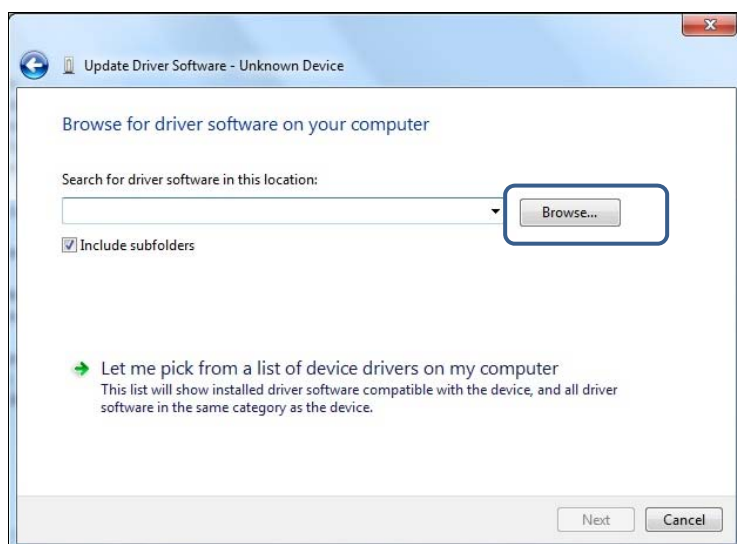 Update Driver Software - Unknown Device
Browse for driver software on your computer
Search for driver software in this location:
Browse...
Include subfolders
Let me pick from a list of device drivers on my computer
This list will show installed driver software compatible with the device, and all driver
software in the same category as the device.
Next
Cancel